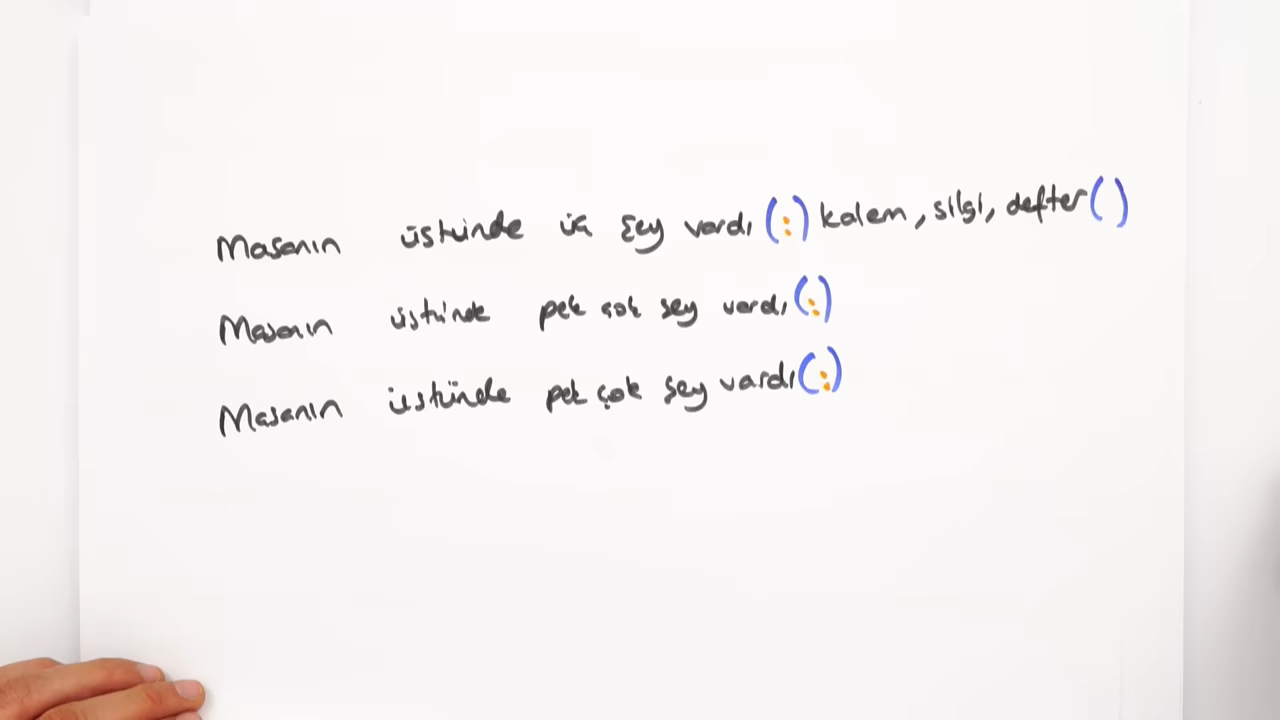 Masanın üstünde üç şey vardı (:) kalem, silgi, defter ( )
Masanın üstünde pek çok şey vardı (:)
Masanın üstünde pek çok şey vardı (:)